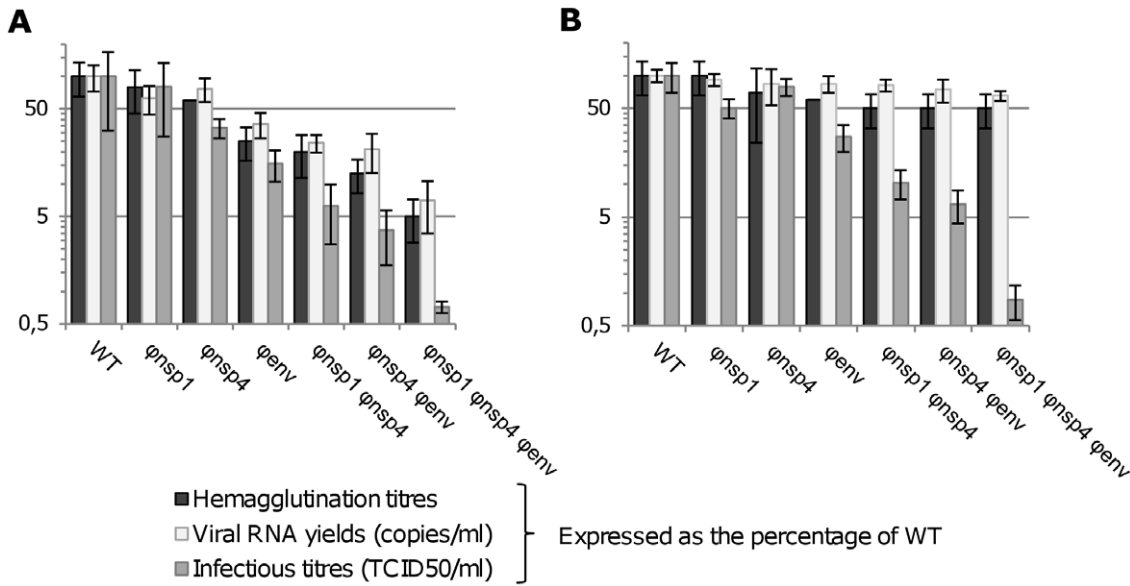 A
B
50
5
0,5
WT
φnsp1
φnsp4
φenv
φnsp1 φnsp4
φnsp4 φenv
φnsp1 φnsp4 φenv
50
5
0,5
WT
φnsp1
φnsp4
φenv
φnsp1 φnsp4
φnsp4 φenv
φnsp1 φnsp4 φenv
Hemagglutination titres
Viral RNA yields (copies/ml)
Infectious titres (TCID50/ml)
Expressed as the percentage of WT